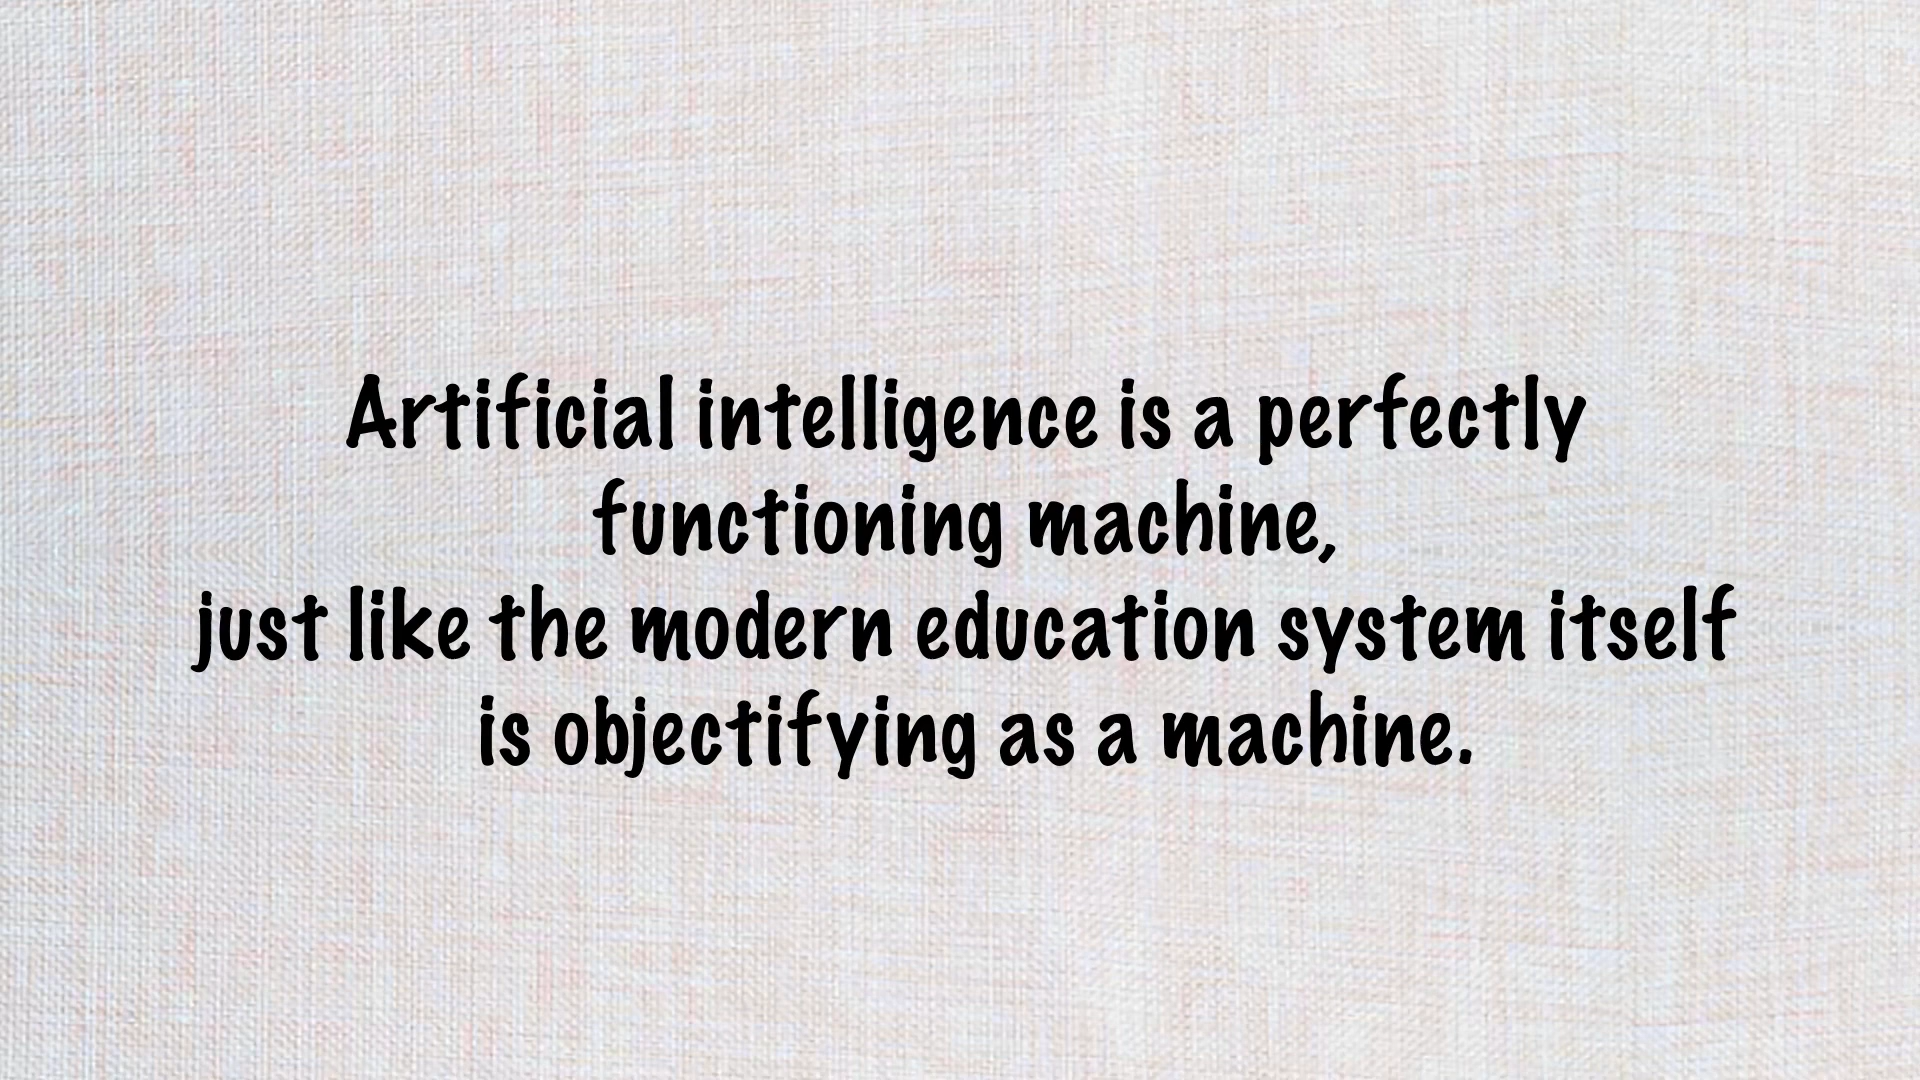 Artificial intelligence is a perfectly
functioning machine,
just like the modern education system itself
is objectifying as a machine.